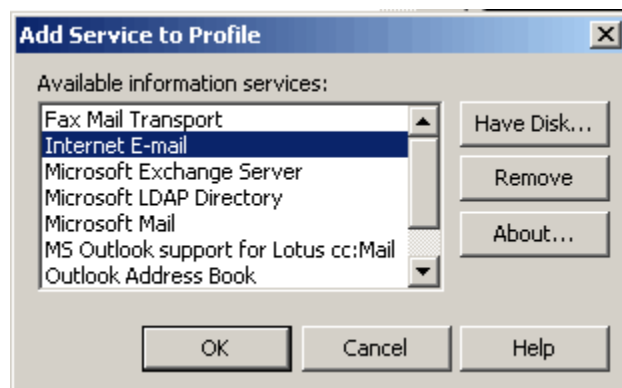 Add Service to Profile
Available information services:
Fax Mail Transport
Internet E-mail
Microsoft Exchange Server
Microsoft LDAP Directory
Microsoft Mail
MS Outlook support for Lotus cc:Mail
Outlook Address Book
Have Disk...
Remove
About...
OK
Cancel
Help